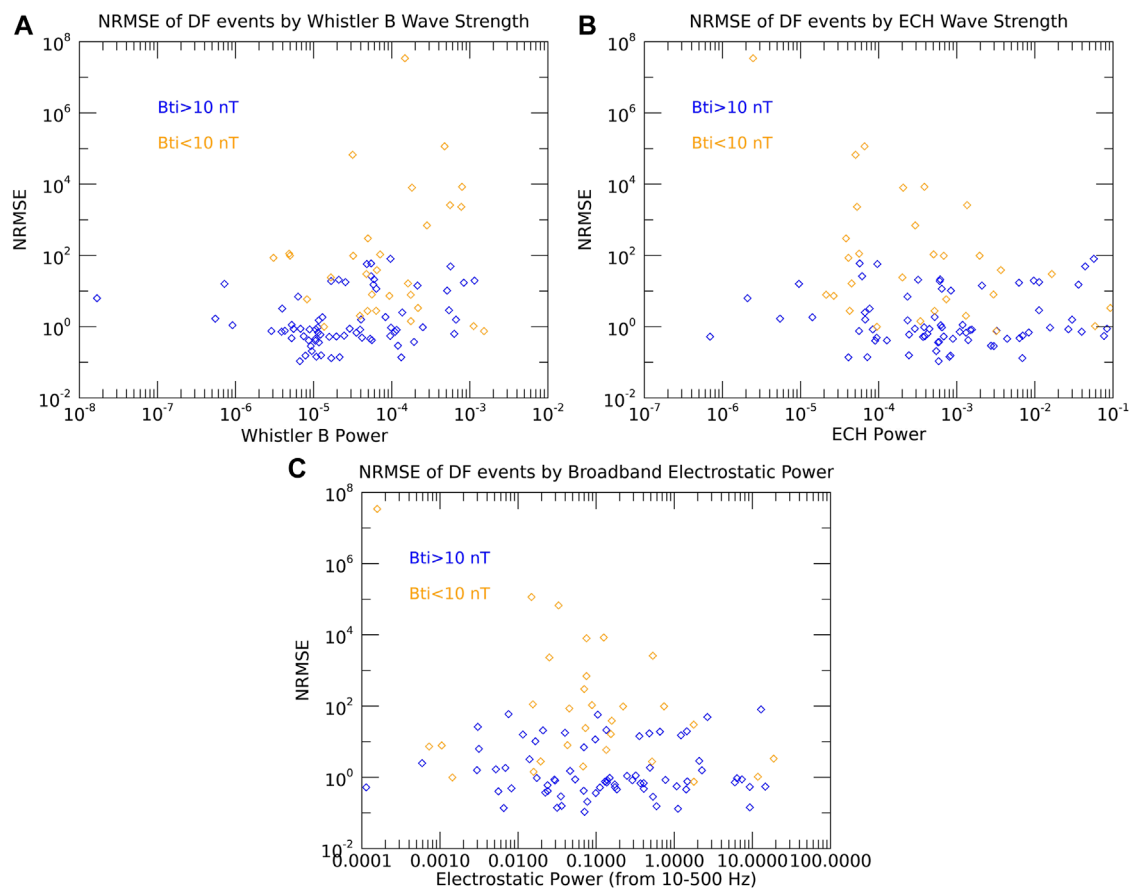 A
NRMSE of DF events by Whistler B Wave Strength
10^8
10^6
10^4
10^2
10^0
10^-2
NRMSE
Bti>10 nT
Bti<10 nT
10^-8 10^-7 10^-6 10^-5 10^-4 10^-3 10^-2
Whistler B Power
B
NRMSE of DF events by ECH Wave Strength
10^8
10^6
10^4
10^2
10^0
10^-2
NRMSE
Bti>10 nT
Bti<10 nT
10^-7 10^-6 10^-5 10^-4 10^-3 10^-2 10^-1
ECH Power
C
NRMSE of DF events by Broadband Electrostatic Power
10^8
10^6
10^4
10^2
10^0
10^-2
NRMSE
Bti>10 nT
Bti<10 nT
0.0001 0.0010 0.0100 0.1000 1.0000 10.0000 100.0000
Electrostatic Power (from 10-500 Hz)